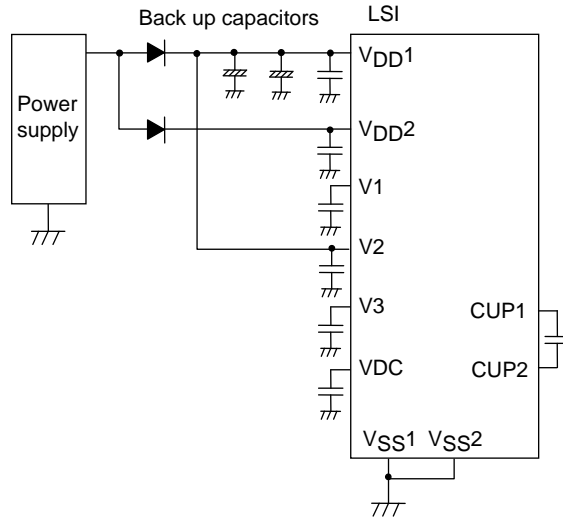 Back up capacitors
LSI
Power
supply
VDD1
VDD2
V1
V2
V3
VDC
CUP1
CUP2
VSS1 VSS2